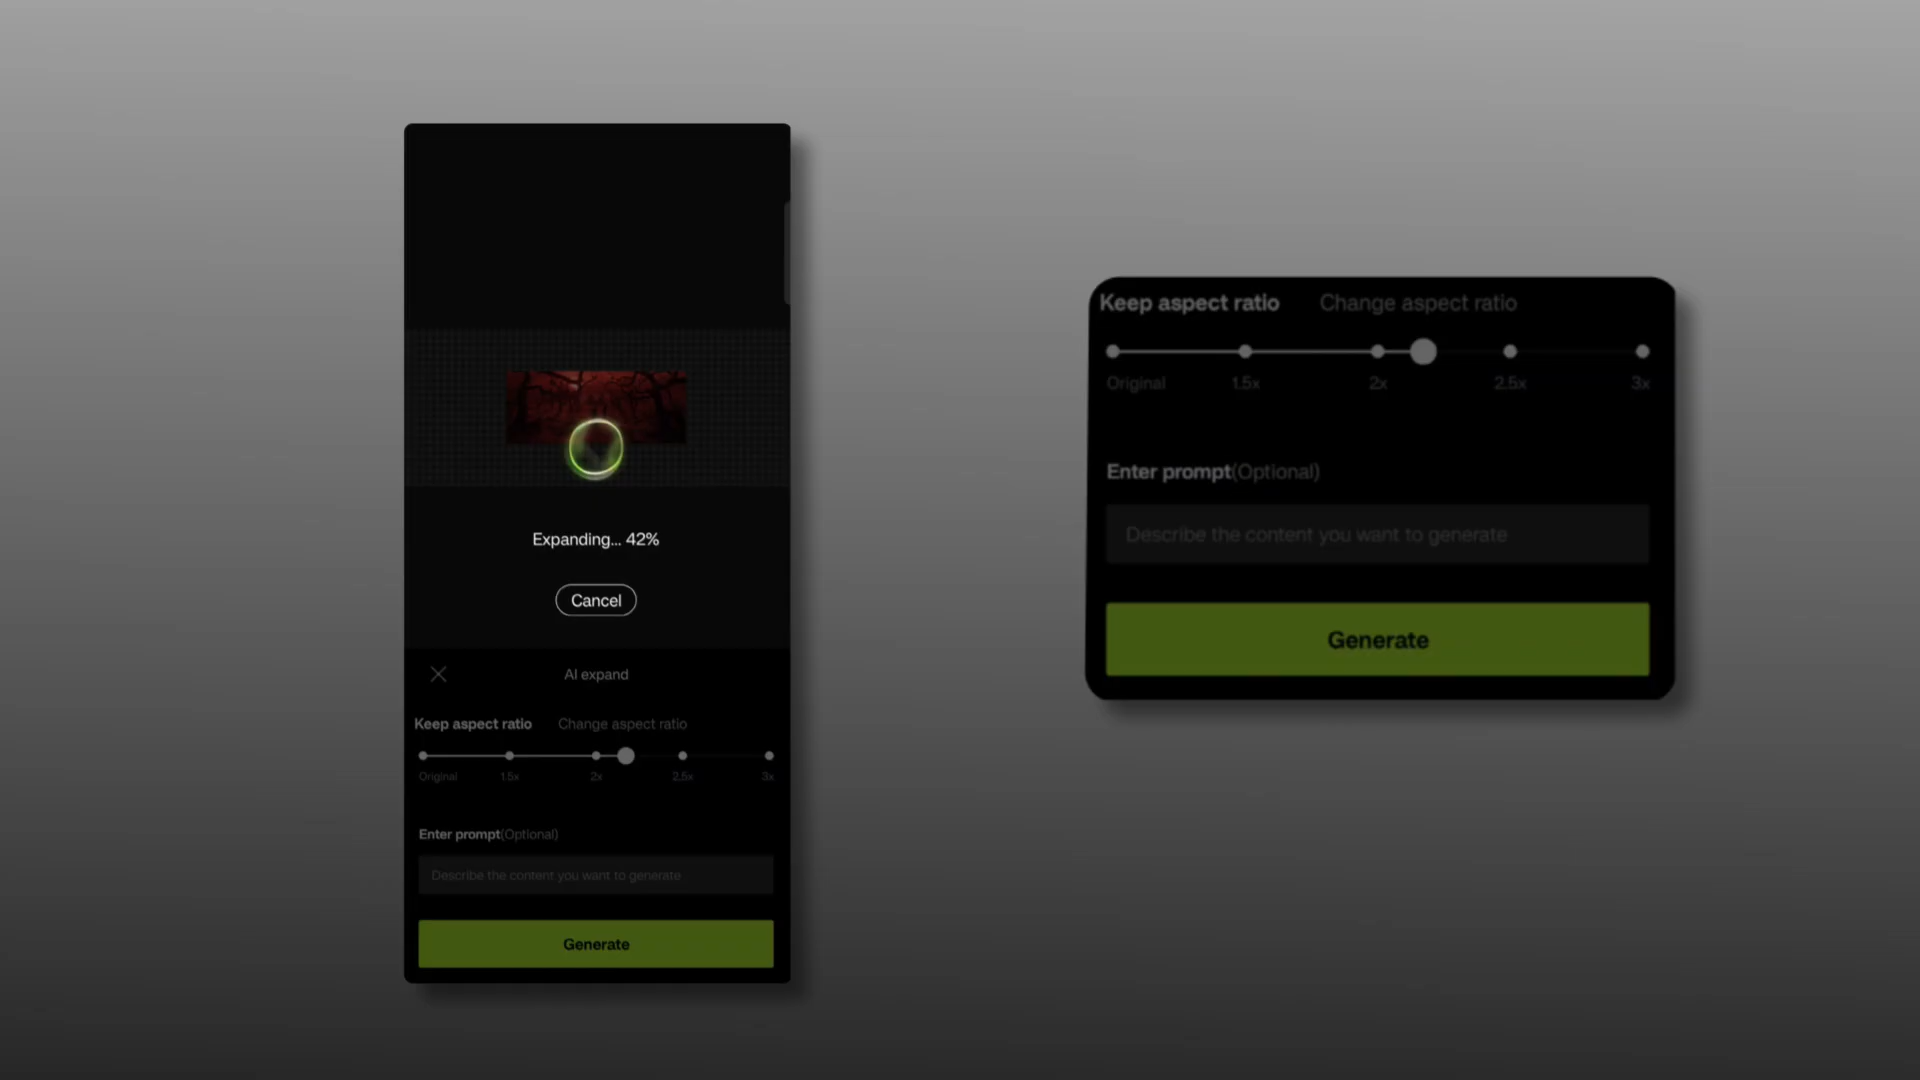 Expanding... 42%
Cancel
AI expand
Keep aspect ratio Change aspect ratio
Original 1.5x 2x 2.5x 3x
Enter prompt(Optional)
Describe the content you want to generate
Generate
Keep aspect ratio Change aspect ratio
Original 1.5x 2x 2.5x 3x
Enter prompt(Optional)
Describe the content you want to generate
Generate